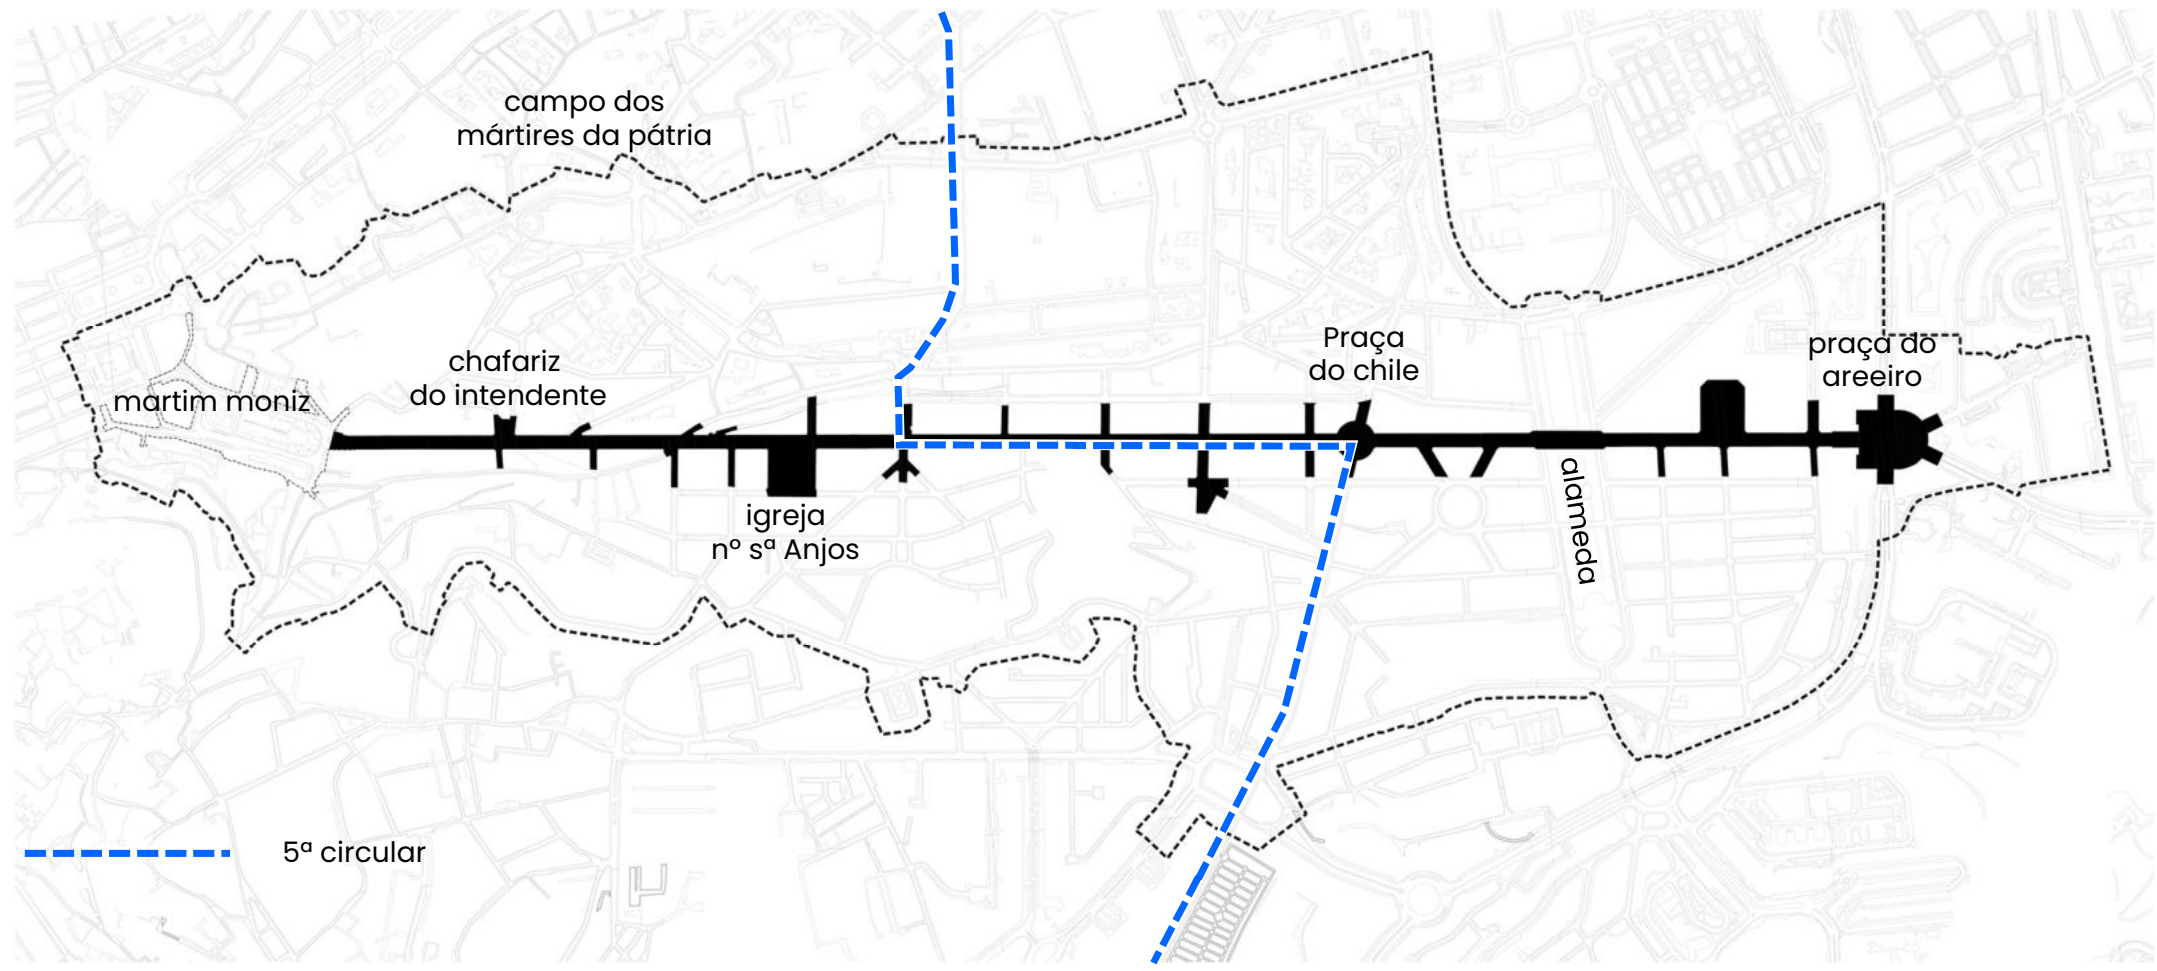 campo dos
mártires da pátria
Praça
do chile
praça do
areeiro
chafariz
do intendente
martim moniz
alameda
igreja
nº sª Anjos
5ª circular